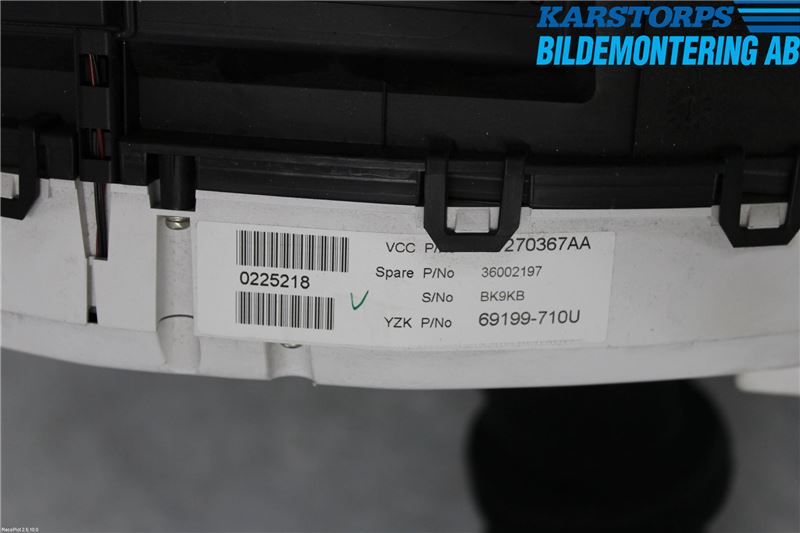 KARSTORPS
BILDEMONTERING AB
VCC P/ 270367AA
0225218
Spare P/No 36002197
S/No BK9KB
YZK P/No 69199-710U